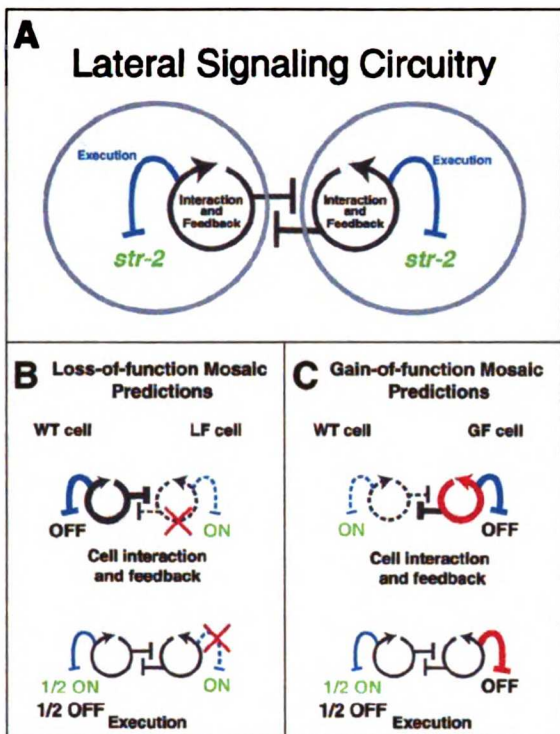 A
Lateral Signaling Circuitry
Execution
Execution
Interaction
and
Feedback
Interaction
and
Feedback
str-2
str-2
B
Loss-of-function Mosaic
Predictions
WT cell
LF cell
OFF
ON
Cell interaction
and feedback
1/2 ON
1/2 OFF
ON
Execution
C
Gain-of-function Mosaic
Predictions
WT cell
GF cell
ON
OFF
Cell interaction
and feedback
1/2 ON
1/2 OFF
OFF
Execution